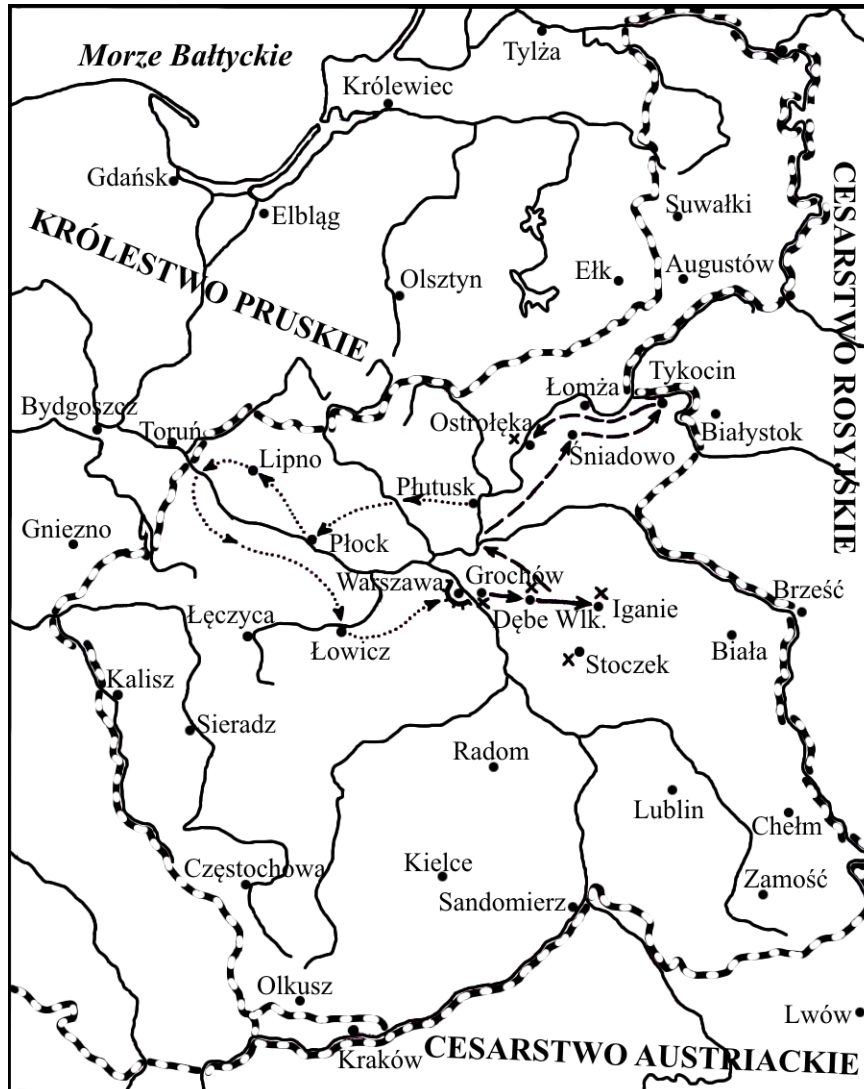 Morze Bałtyckie
Tylża
Królewiec
Gdańsk
Elbląg
Suwałki
KRÓLESTWO PRUSKIE
CESARSTWO ROSYJSKIE
Olsztyn
Ełk
Augustów
Tykocin
Łomża
Bydgoszcz
Toruń
Ostrołęka
Białystok
Lipno
Śniadowo
Płutusk
Gniezno
Płock
Warszawa
Grochów
Iganie
Brześć
Dębe Wlk.
Łęczyca
Łowicz
Stoczek
Biała
Kalisz
Sieradz
Radom
Lublin
Chełm
Częstochowa
Kielce
Zamość
Sandomierz
Olkusz
Lwów
Kraków
CESARSTWO AUSTRIACKIE